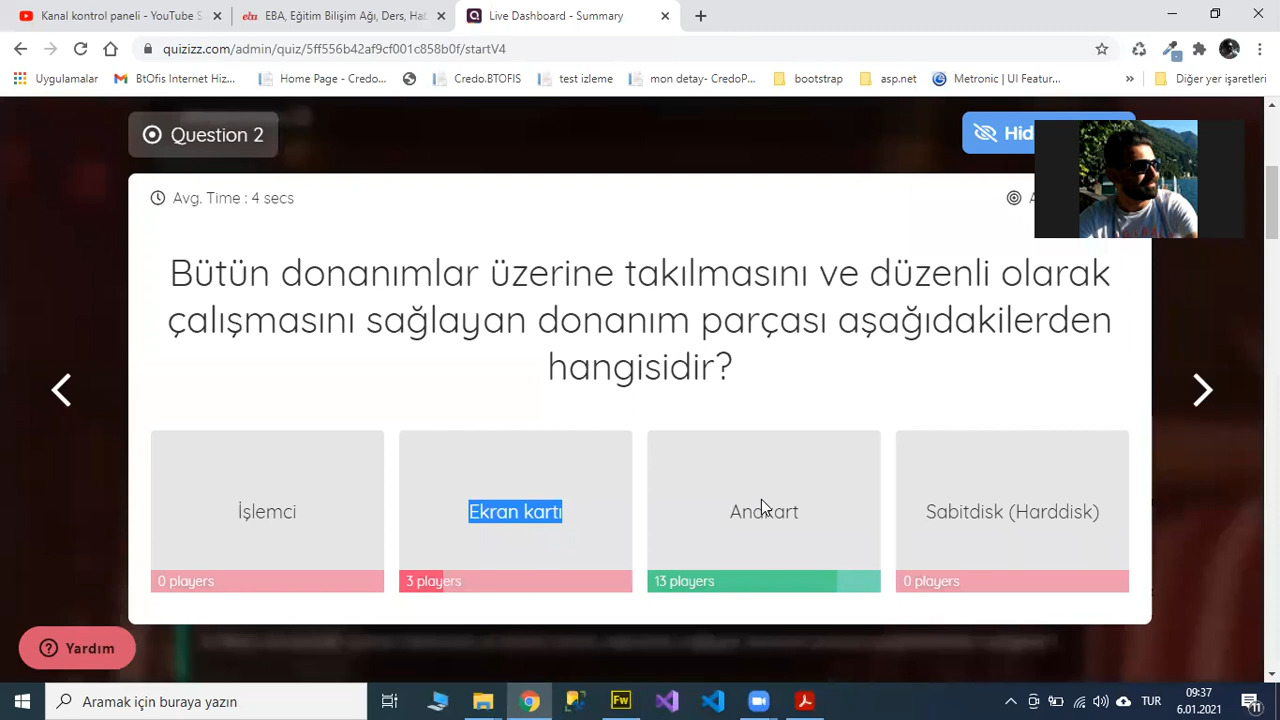 Kanal kontrol paneli - YouTube S
EBA, Eğitim Bilişim Ağı, Ders, Hab
Live Dashboard - Summary
quizizz.com/admin/quiz/5ff556b42af9cf001c858b0f/startV4
Uygulamalar
BtOfis Internet Hiz...
Home Page - Credo...
Credo.BTOFIS
test izleme
mon detay- CredoP...
bootstrap
asp.net
Metronic | UI Featur...
»
Diğer yer işaretleri
Question 2
Hid
Avg. Time : 4 secs
Bütün donanımlar üzerine takılmasını ve düzenli olarak
çalışmasını sağlayan donanım parçası aşağıdakilerden
hangisidir?
İşlemci
Ekran kartı
Anakart
Sabitdisk (Harddisk)
0 players
3 players
13 players
0 players
Yardım
Aramak için buraya yazın
Fw
TUR
09:37
6.01.2021